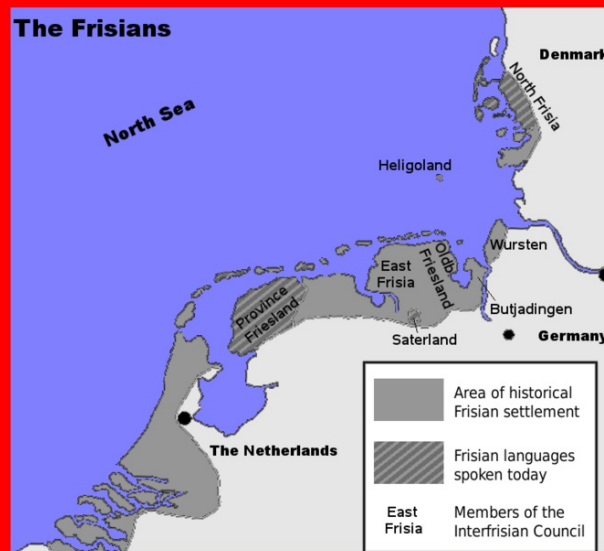 The Frisians
Denmark
North Sea
North Frisia
Heligoland
Wursten
East
Frisia
Oldb
Friesland
Butjadingen
Province
Friesland
Saterland
Germany
The Netherlands
Area of historical
Frisian settlement
Frisian languages
spoken today
East
Frisia
Members of the
Interfrisian Council